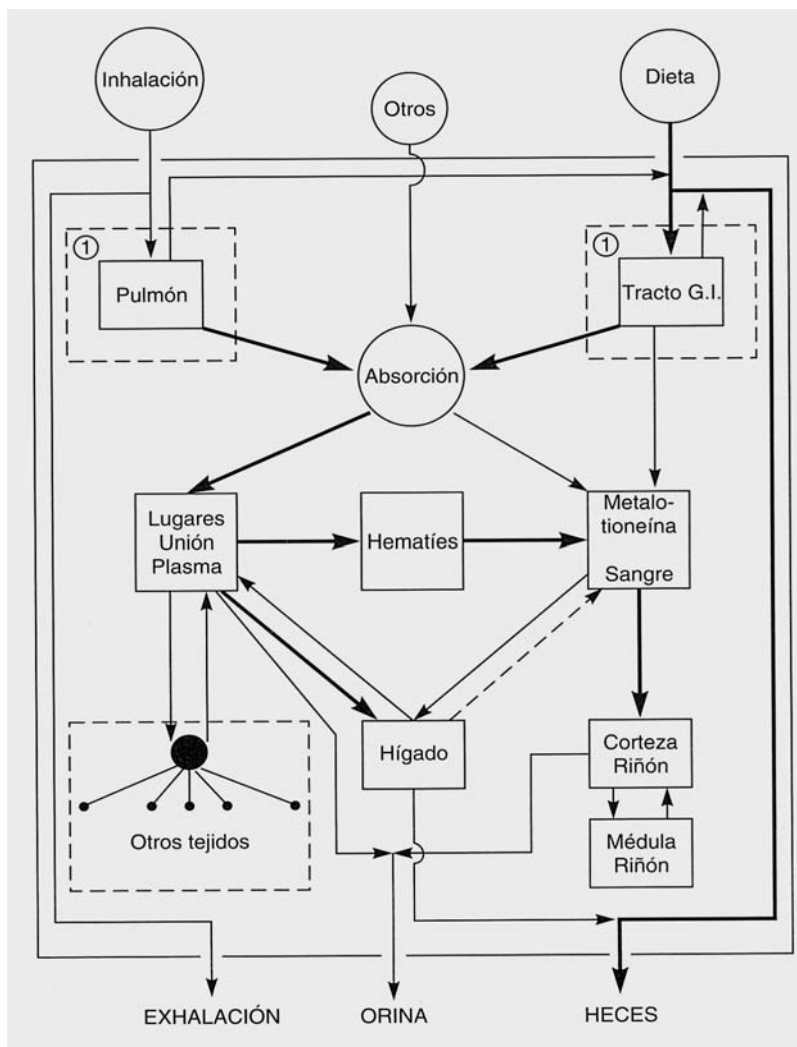 Inhalación
Otros
Dieta
1
Pulmón
1
Tracto G.I.
Absorción
Lugares
Unión
Plasma
Hematíes
Metalo-
tioneína
Sangre
Hígado
Corteza
Riñón
Médula
Riñón
Otros tejidos
EXHALACIÓN
ORINA
HECES